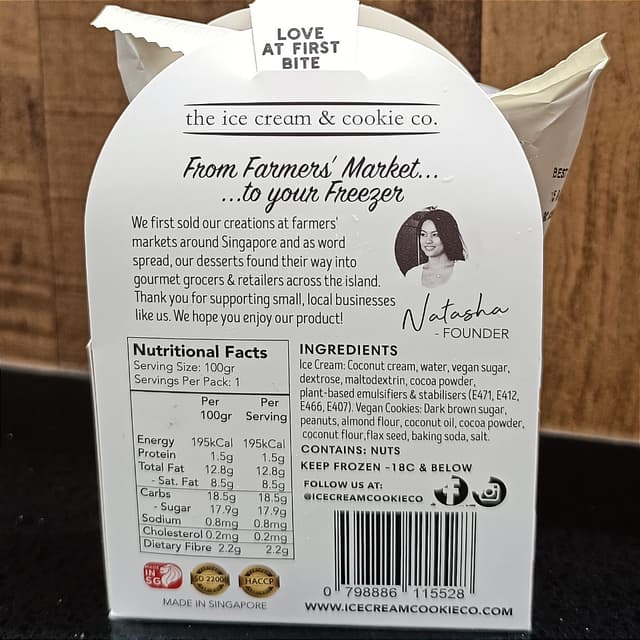 LOVE
AT FIRST
BITE
the ice cream & cookie co.
From Farmers' Market...
...to your Freezer
We first sold our creations at farmers'
markets around Singapore and as word
spread, our desserts found their way into
gourmet grocers & retailers across the island.
Thank you for supporting small, local businesses
like us. We hope you enjoy our product!
Natasha
- FOUNDER
Nutritional Facts
Serving Size: 100gr
Servings Per Pack: 1
Per Per
100gr Serving
Energy 195kCal 195kCal
Protein 1.5g 1.5g
Total Fat 12.8g 12.8g
- Sat. Fat 8.5g 8.5g
Carbs 18.5g 18.5g
- Sugar 17.9g 17.9g
Sodium 0.8mg 0.8mg
Cholesterol 0.2mg 0.2mg
Dietary Fibre 2.2g 2.2g
INGREDIENTS
Ice Cream: Coconut cream, water, vegan sugar,
dextrose, maltodextrin, cocoa powder,
plant-based emulsifiers & stabilisers (E471, E412,
E466, E407). Vegan Cookies: Dark brown sugar,
peanuts, almond flour, coconut oil, cocoa powder,
coconut flour, flax seed, baking soda, salt.
CONTAINS: NUTS
KEEP FROZEN -18C & BELOW
FOLLOW US AT:
@ICECREAMCOOKIECO
MADE
IN
SG
HACCP
MADE IN SINGAPORE
0 798886 115528
WWW.ICECREAMCOOKIECO.COM